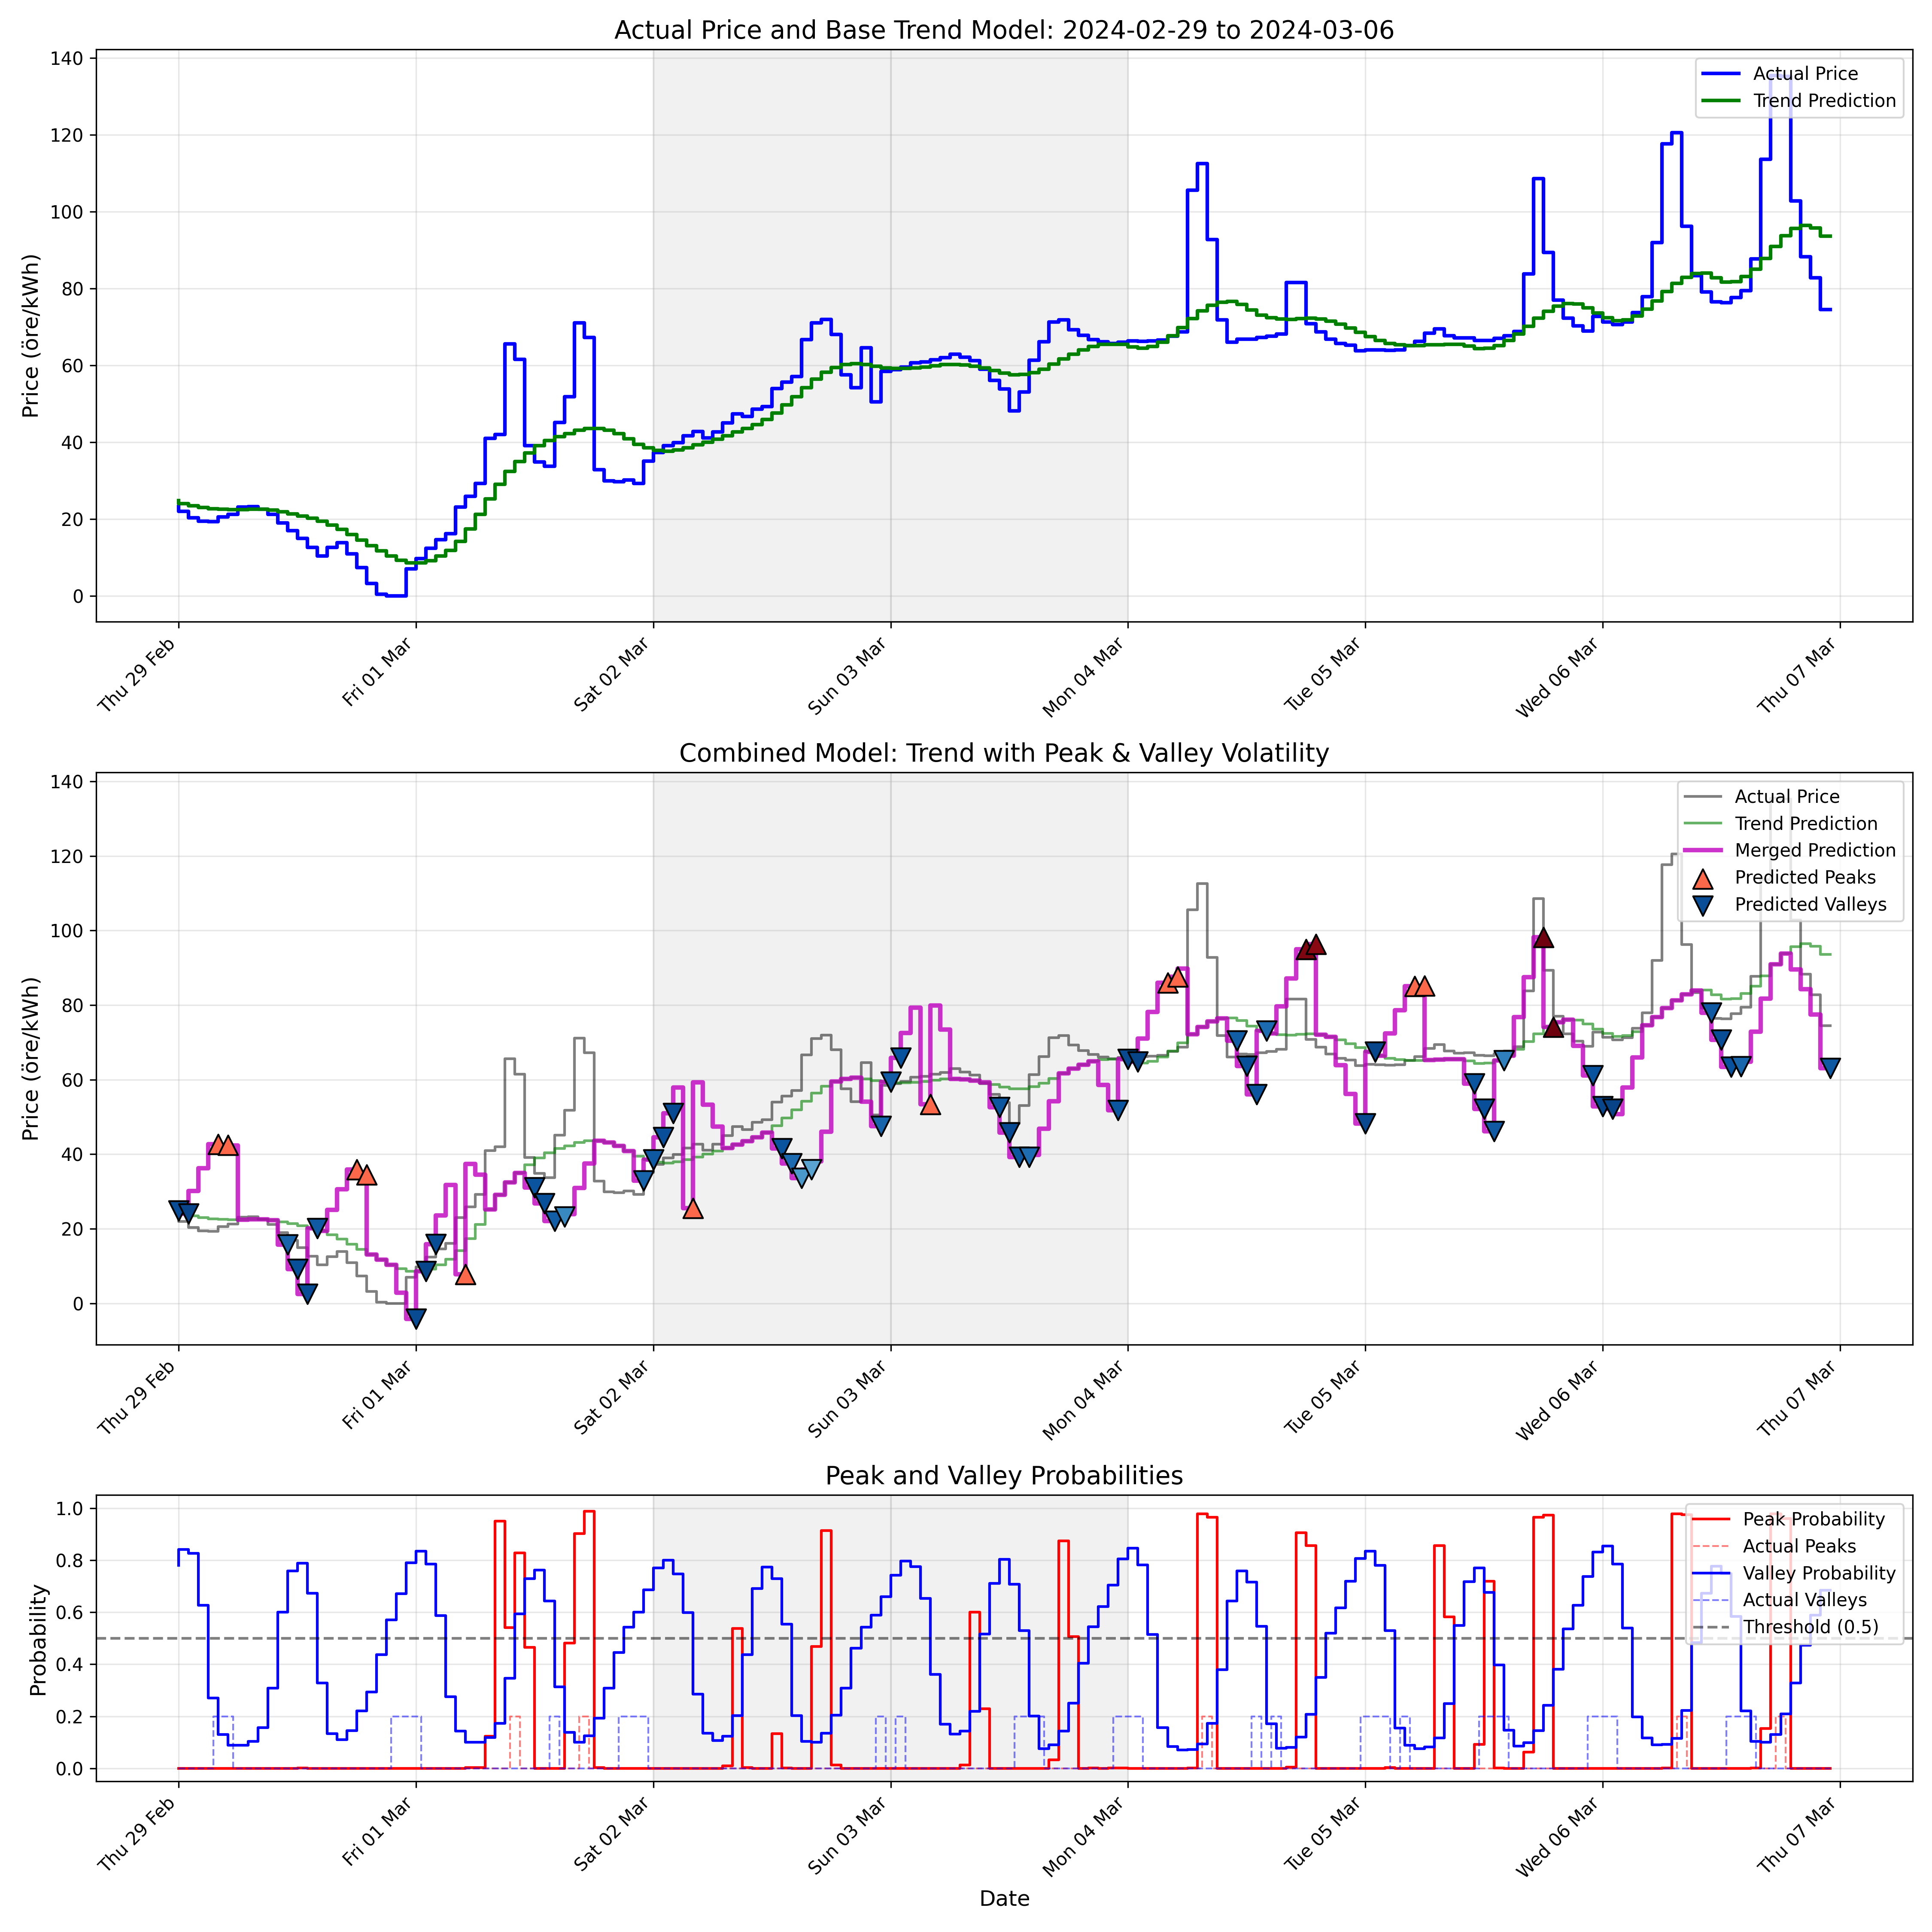 Actual Price and Base Trend Model: 2024-02-29 to 2024-03-06
Price (öre/kWh)
140
120
100
80
60
40
20
0
Actual Price
Trend Prediction
Thu 29 Feb
Fri 01 Mar
Sat 02 Mar
Sun 03 Mar
Mon 04 Mar
Tue 05 Mar
Wed 06 Mar
Thu 07 Mar
Combined Model: Trend with Peak & Valley Volatility
Price (öre/kWh)
140
120
100
80
60
40
20
0
Actual Price
Trend Prediction
Merged Prediction
Predicted Peaks
Predicted Valleys
Thu 29 Feb
Fri 01 Mar
Sat 02 Mar
Sun 03 Mar
Mon 04 Mar
Tue 05 Mar
Wed 06 Mar
Thu 07 Mar
Peak and Valley Probabilities
Probability
1.0
0.8
0.6
0.4
0.2
0.0
Peak Probability
Actual Peaks
Valley Probability
Actual Valleys
Threshold (0.5)
Thu 29 Feb
Fri 01 Mar
Sat 02 Mar
Sun 03 Mar
Mon 04 Mar
Tue 05 Mar
Wed 06 Mar
Thu 07 Mar
Date